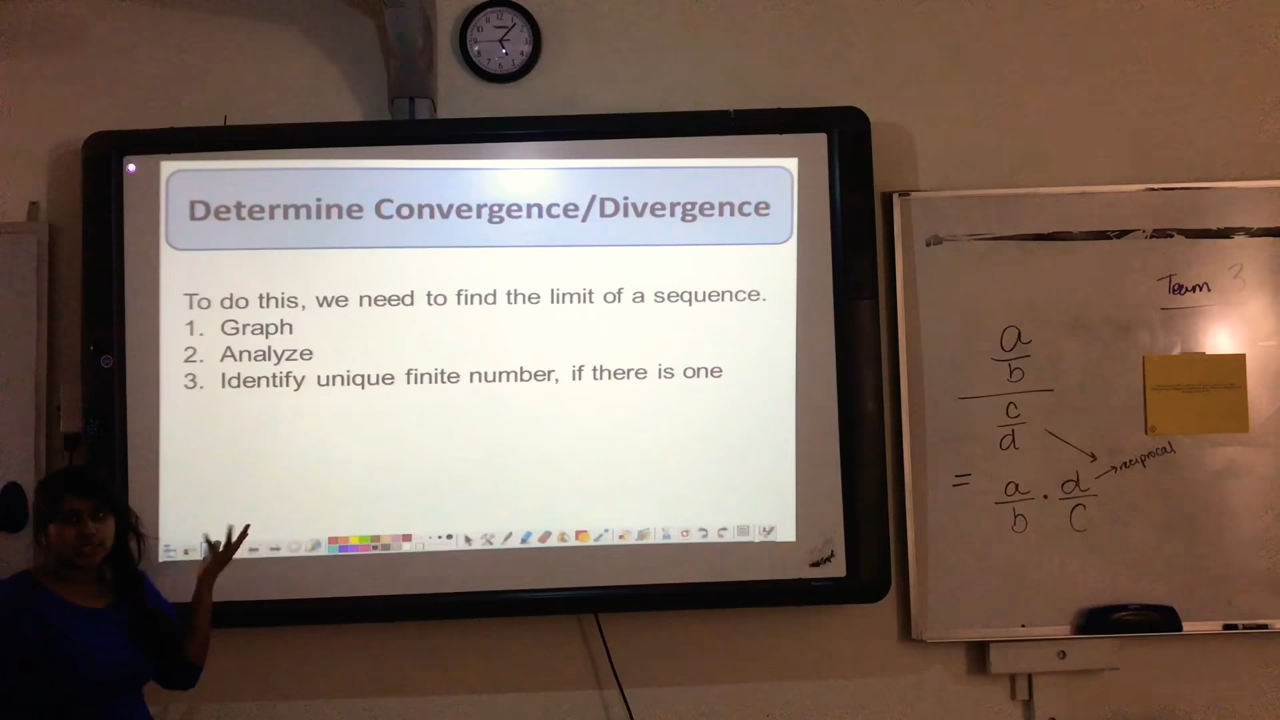 Determine Convergence/Divergence
To do this, we need to find the limit of a sequence.
1. Graph
2. Analyze
3. Identify unique finite number, if there is one
Team 3
a
b
c
d
= a/b · d/c
→ reciprocal